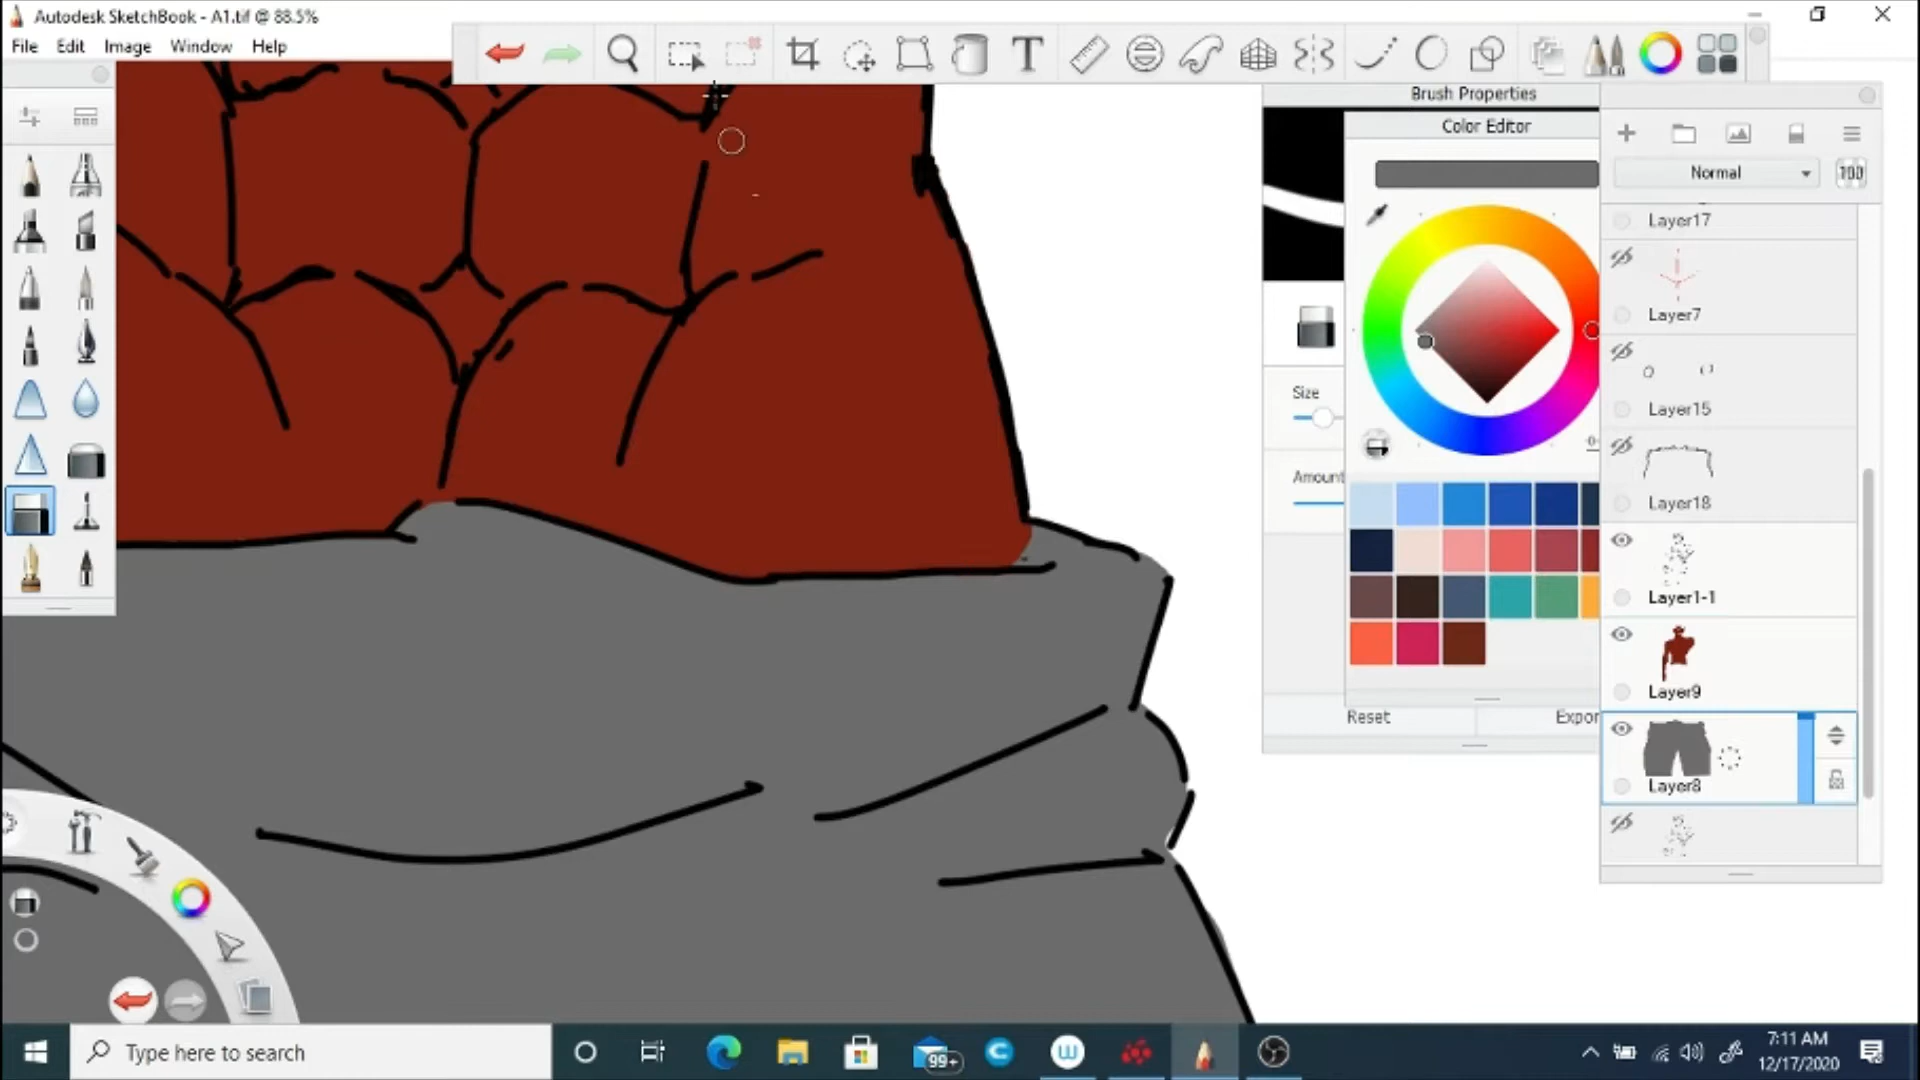 Autodesk SketchBook - A1.tif @ 88.5%
File Edit Image Window Help
Brush Properties
Color Editor
Normal 100
Layer17
Layer7
Layer15
Layer18
Layer1-1
Layer9
Layer8
Size
Amount
Reset
Expor
Type here to search
99+
7:11 AM
12/17/2020